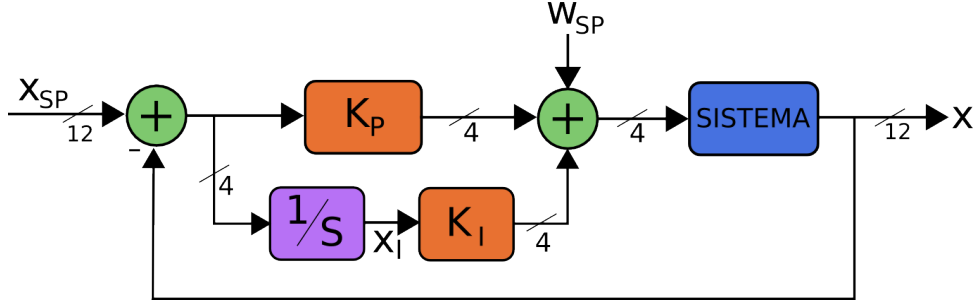 w_SP
x_SP
12
+
-
K_P
4
+
4
SISTEMA
12
x
4
1/S
x_I
K_I
4